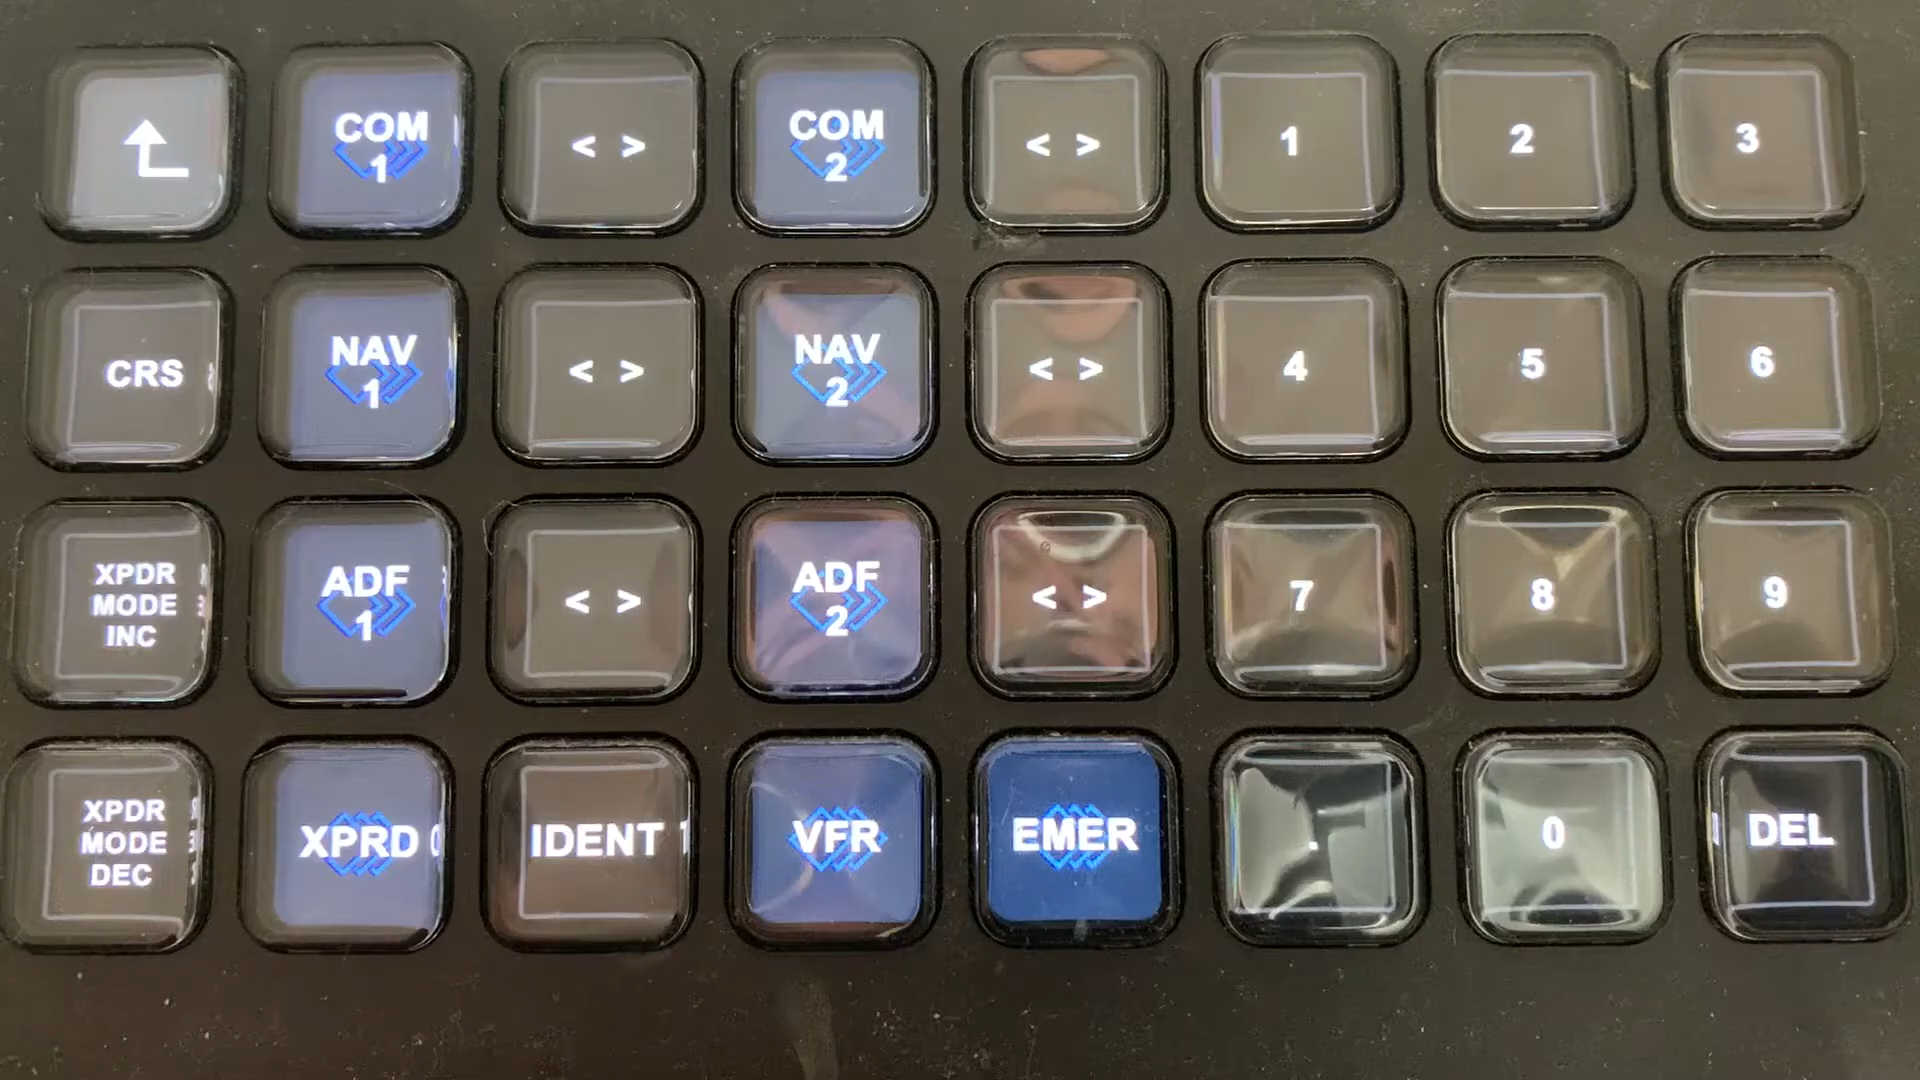 COM
1
< >
COM
2
< >
1
2
3
CRS
NAV
1
< >
NAV
2
< >
4
5
6
XPDR
MODE
INC
ADF
1
< >
ADF
2
< >
7
8
9
XPDR
MODE
DEC
XPRD
IDENT
VFR
EMER
.
0
DEL